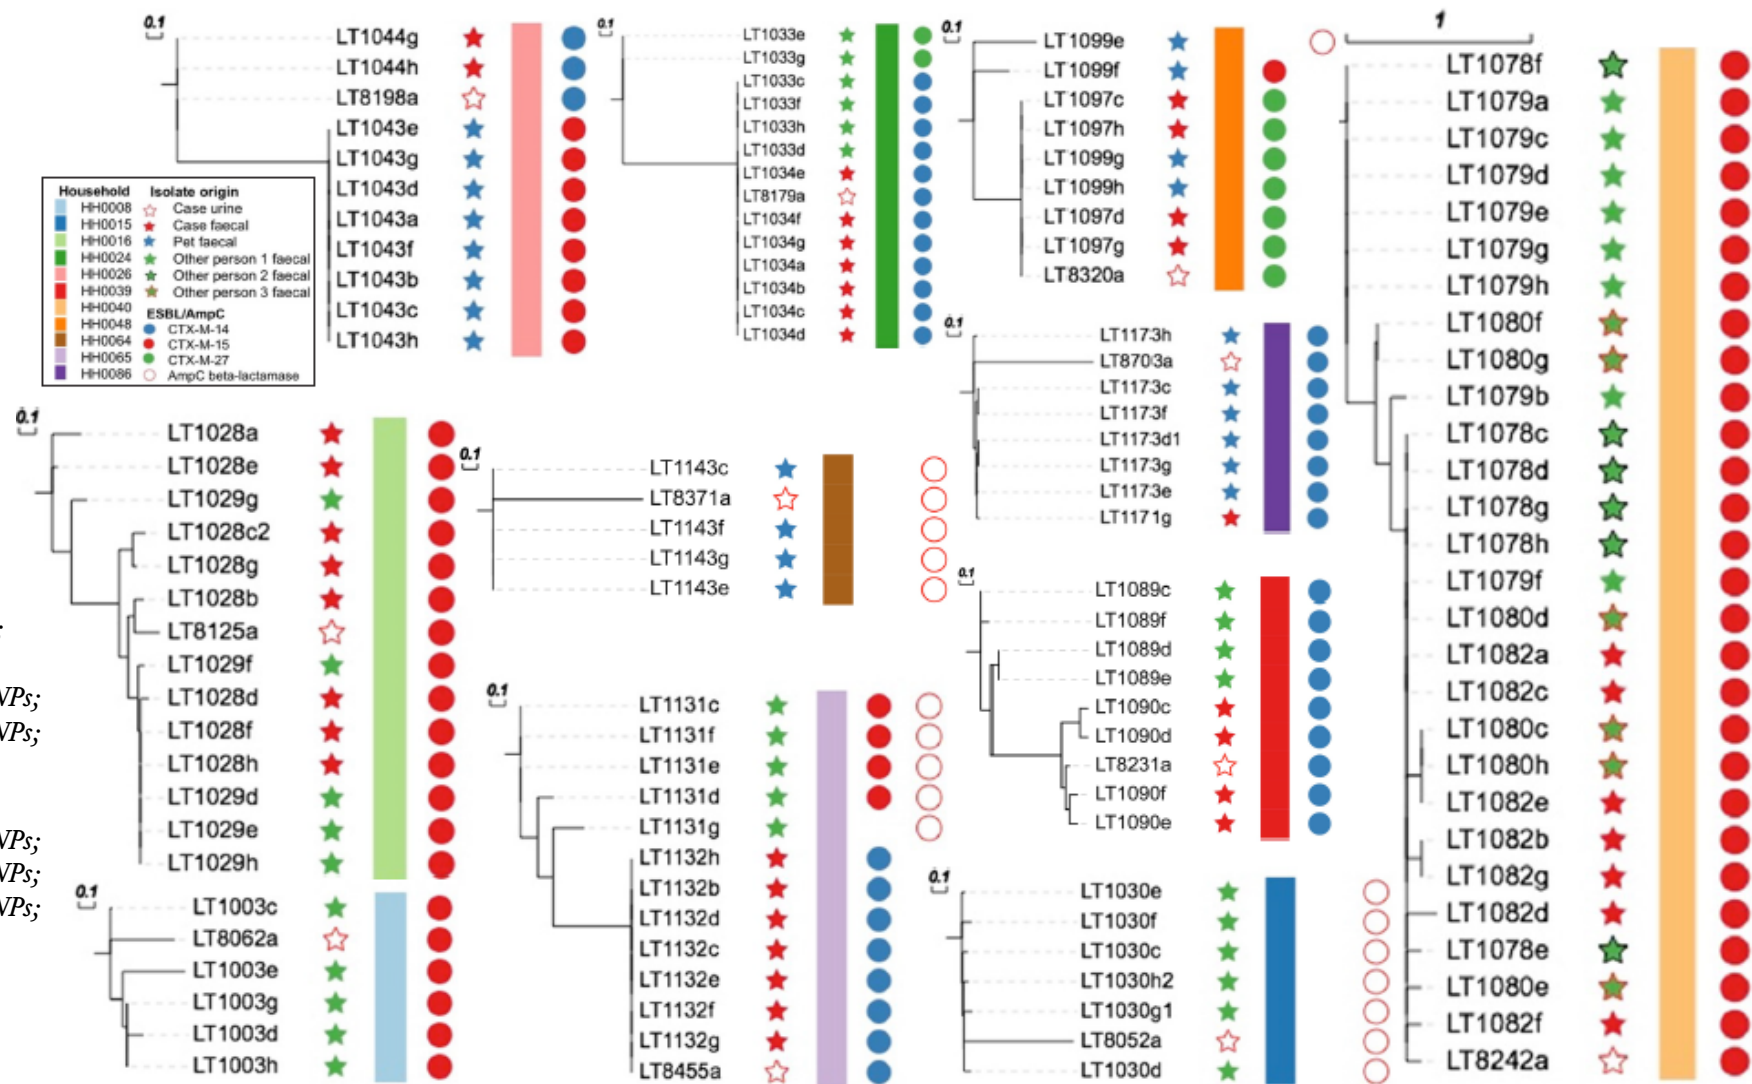 0.1
LT1044g
LT1044h
LT8198a
LT1043e
LT1043g
LT1043d
LT1043a
LT1043f
LT1043b
LT1043c
LT1043h
Household Isolate origin
HH0008 Case urine
HH0015 Case faecal
HH0016 Pet faecal
HH0024 Other person 1 faecal
HH0026 Other person 2 faecal
HH0039 Other person 3 faecal
HH0040 ESBL/AmpC
HH0048 CTX-M-14
HH0064 CTX-M-15
HH0065 CTX-M-27
HH0086 AmpC beta-lactamase
0.1
LT1033e
LT1033g
LT1033c
LT1033f
LT1033h
LT1033d
LT1034e
LT8179a
LT1034f
LT1034g
LT1034a
LT1034b
LT1034c
LT1034d
0.1
LT1099e
LT1099f
LT1097c
LT1097h
LT1099g
LT1099h
LT1097d
LT1097g
LT8320a
1
LT1078f
LT1079a
LT1079c
LT1079d
LT1079e
LT1079g
LT1079h
LT1080f
LT1080g
LT1079b
LT1078c
LT1078d
LT1078g
LT1078h
LT1079f
LT1080d
LT1082a
LT1082c
LT1080c
LT1080h
LT1082e
LT1082b
LT1082g
LT1082d
LT1078e
LT1080e
LT1082f
LT8242a
0.1
LT1173h
LT8703a
LT1173c
LT1173f
LT1173d1
LT1173g
LT1173e
LT1171g
0.1
LT1028a
LT1028e
LT1029g
LT1028c2
LT1028g
LT1028b
LT8125a
LT1029f
LT1028d
LT1028f
LT1028h
LT1029d
LT1029e
LT1029h
0.1
LT1143c
LT8371a
LT1143f
LT1143g
LT1143e
0.1
LT1089c
LT1089f
LT1089d
LT1089e
LT1090c
LT1090d
LT8231a
LT1090f
LT1090e
0.1
LT1131c
LT1131f
LT1131e
LT1131d
LT1131g
LT1132h
LT1132b
LT1132d
LT1132c
LT1132e
LT1132f
LT1132g
LT8455a
0.1
LT1003c
LT8062a
LT1003e
LT1003g
LT1003d
LT1003h
0.1
LT1030e
LT1030f
LT1030c
LT1030h2
LT1030g1
LT8052a
LT1030d
NPs;
NPs;
NPs;
NPs;
NPs;